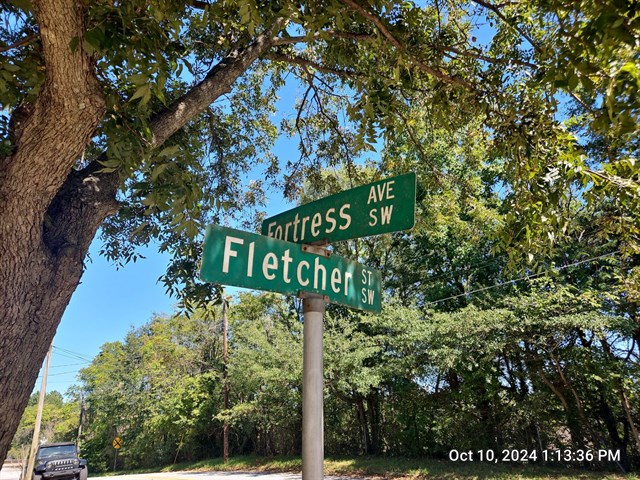 Fortress AVE SW
Fletcher ST SW
Oct 10, 2024 1:13:36 PM